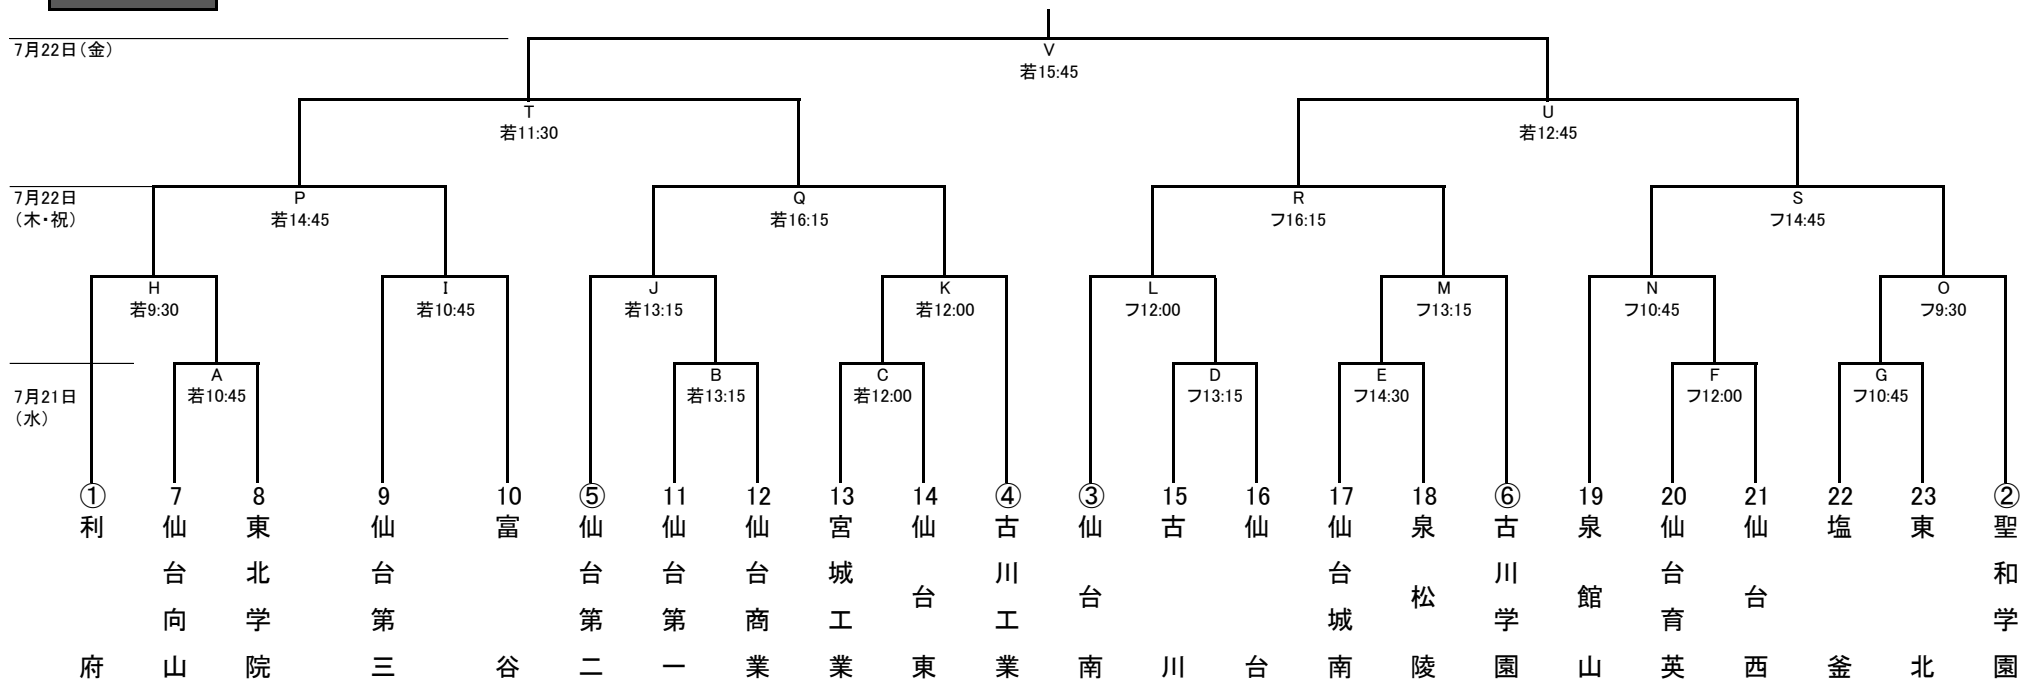 7月22日（金）
V
若15:45
T
若11:30
U
若12:45
7月22日
（木・祝）
P
若14:45
Q
若16:15
R
フ16:15
S
フ14:45
H
若9:30
I
若10:45
J
若13:15
K
若12:00
L
フ12:00
M
フ13:15
N
フ10:45
O
フ9:30
7月21日
（水）
A
若10:45
B
若13:15
C
若12:00
D
フ13:15
E
フ14:30
F
フ12:00
G
フ10:45
① 利府
7 仙台向山
8 東北学院
9 仙台第三
10 富谷
⑤ 仙台第二
11 仙台第一
12 仙台商業
13 宮城工業
14 仙台東
④ 古川工業
③ 仙台南
15 古川
16 仙台
17 仙台城南
18 泉松陵
⑥ 古川学園
19 泉館山
20 仙台育英
21 仙台西
22 塩釜
23 東北
② 聖和学園